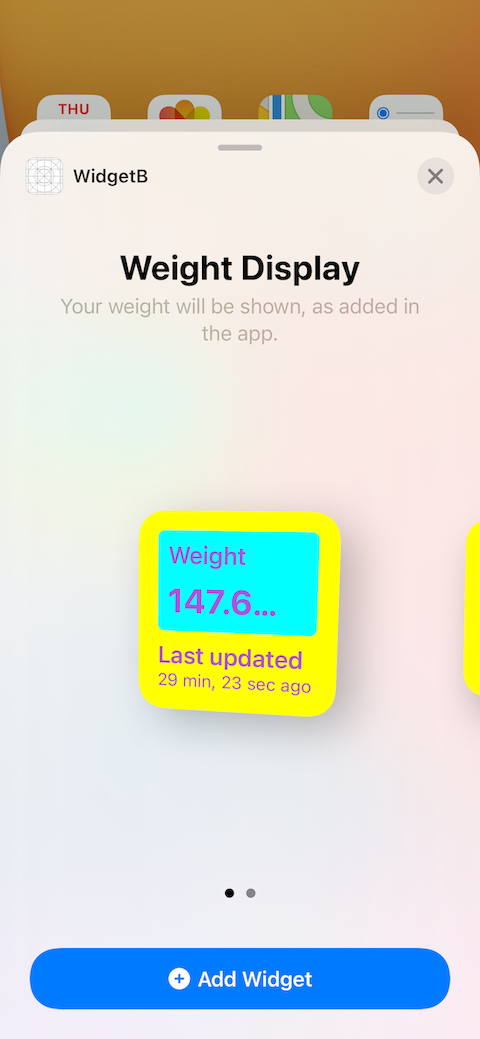 THU
WidgetB
Weight Display
Your weight will be shown, as added in
the app.
Weight
147.6...
Last updated
29 min, 23 sec ago
Add Widget